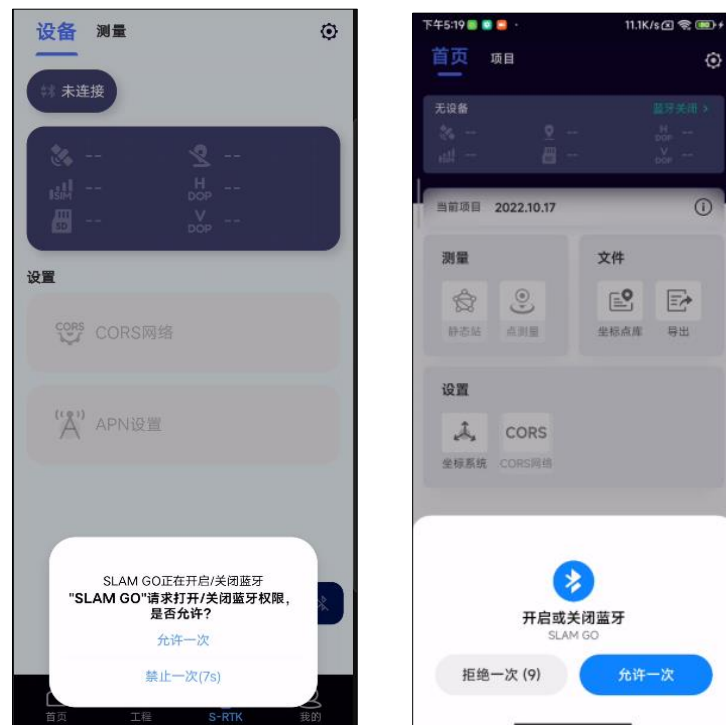 设备 测量
未连接
--
--
SIM --
H
DOP --
SD --
V
DOP --
设置
CORS CORS网络
APN设置
SLAM GO正在开启/关闭蓝牙
"SLAM GO"请求打开/关闭蓝牙权限，
是否允许？
允许一次
禁止一次(7s)
首页 工程 S-RTK 我的
下午5:19 11.1K/s
首页 项目
无设备 蓝牙关闭 >
--
--
H
DOP --
SIM --
--
V
DOP --
当前项目 2022.10.17
测量
静态站 点测量
文件
坐标点库 导出
设置
CORS
坐标系统 CORS网络
开启或关闭蓝牙
SLAM GO
拒绝一次 (9) 允许一次